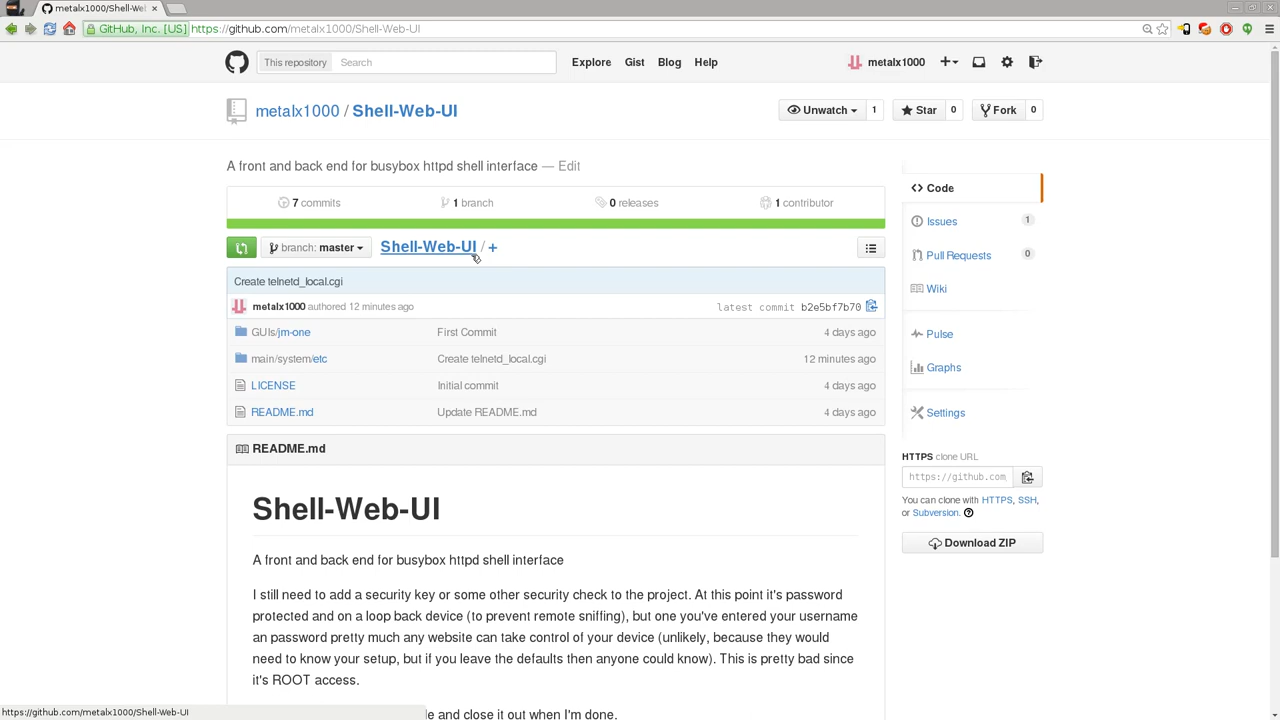 metalx1000/Shell-Wel
GitHub, Inc. [US] https://github.com/metalx1000/Shell-Web-UI
This repository Search Explore Gist Blog Help metalx1000
metalx1000 / Shell-Web-UI Unwatch 1 Star 0 Fork 0
A front and back end for busybox httpd shell interface — Edit
7 commits 1 branch 0 releases 1 contributor
branch: master Shell-Web-UI / +
Create telnetd_local.cgi
metalx1000 authored 12 minutes ago latest commit b2e5bf7b70
GUIs/jm-one First Commit 4 days ago
main/system/etc Create telnetd_local.cgi 12 minutes ago
LICENSE Initial commit 4 days ago
README.md Update README.md 4 days ago
README.md
Shell-Web-UI
A front and back end for busybox httpd shell interface
I still need to add a security key or some other security check to the project. At this point it's password
protected and on a loop back device (to prevent remote sniffing), but one you've entered your username
an password pretty much any website can take control of your device (unlikely, because they would
need to know your setup, but if you leave the defaults then anyone could know). This is pretty bad since
it's ROOT access.
le and close it out when I'm done.
Code
Issues 1
Pull Requests 0
Wiki
Pulse
Graphs
Settings
HTTPS clone URL
https://github.com
You can clone with HTTPS, SSH,
or Subversion.
Download ZIP
https://github.com/metalx1000/Shell-Web-UI